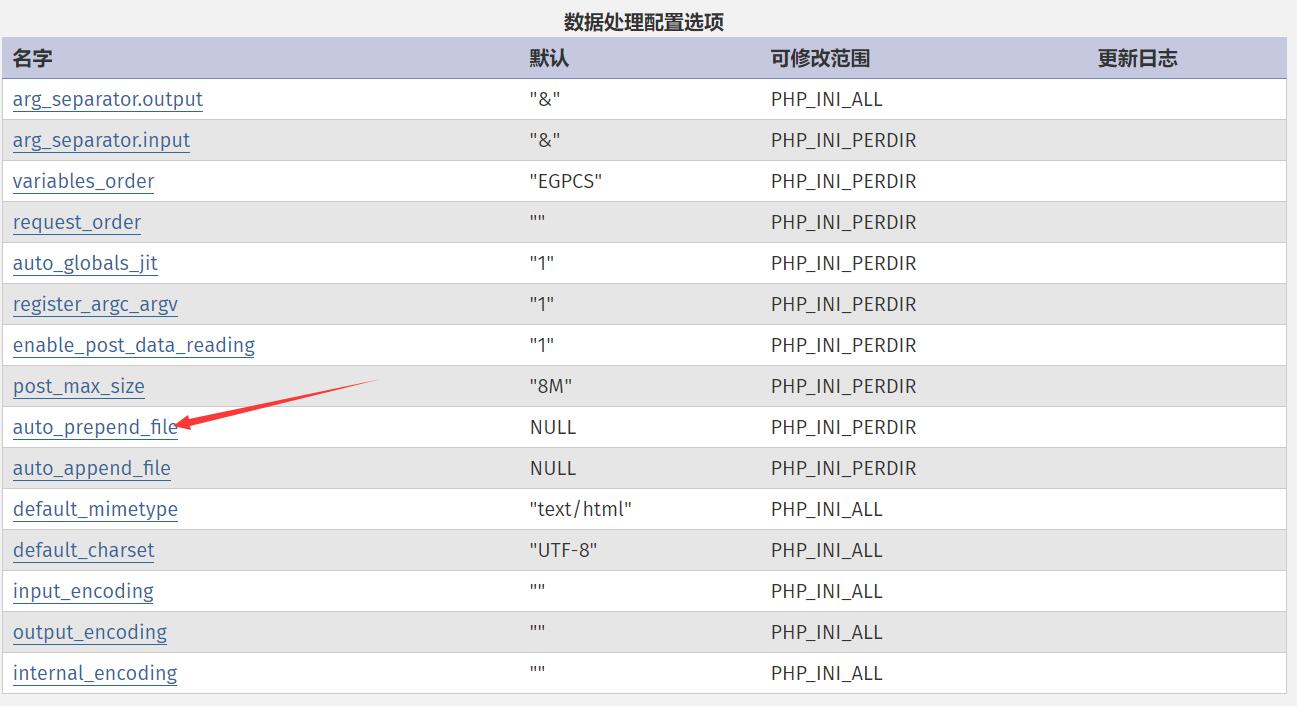 数据处理配置选项
名字 默认 可修改范围 更新日志
arg_separator.output "&" PHP_INI_ALL
arg_separator.input "&" PHP_INI_PERDIR
variables_order "EGPCS" PHP_INI_PERDIR
request_order "" PHP_INI_PERDIR
auto_globals_jit "1" PHP_INI_PERDIR
register_argc_argv "1" PHP_INI_PERDIR
enable_post_data_reading "1" PHP_INI_PERDIR
post_max_size "8M" PHP_INI_PERDIR
auto_prepend_file NULL PHP_INI_PERDIR
auto_append_file NULL PHP_INI_PERDIR
default_mimetype "text/html" PHP_INI_ALL
default_charset "UTF-8" PHP_INI_ALL
input_encoding "" PHP_INI_ALL
output_encoding "" PHP_INI_ALL
internal_encoding "" PHP_INI_ALL